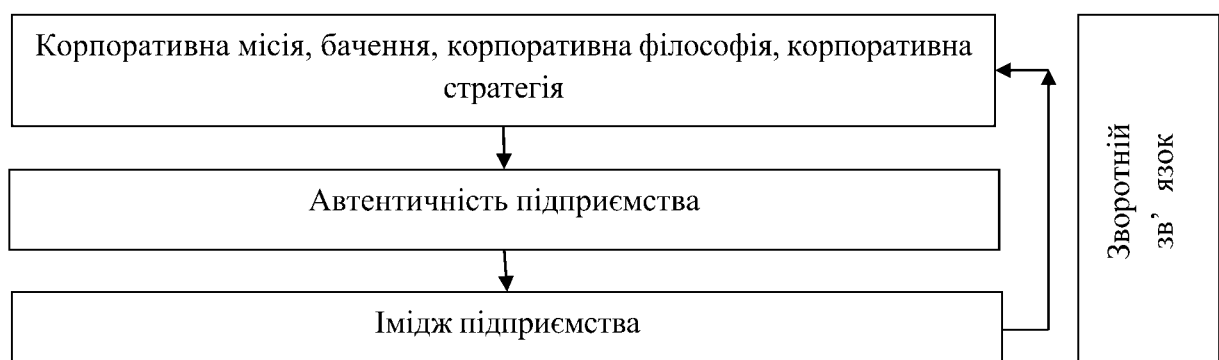 Корпоративна місія, бачення, корпоративна філософія, корпоративна
стратегія
Автентичність підприємства
Імідж підприємства
Зворотній
зв’ язок